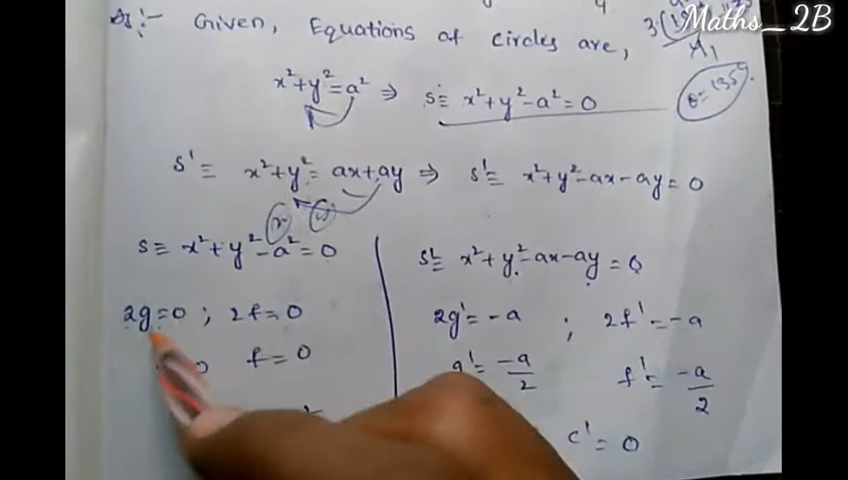 Maths_2B
Given, Equations of circles are,
x²+y²=a² ⇒ S≡ x²+y²-a²=0
θ=135°
S'≡ x²+y²= ax+ay ⇒ S'≡ x²+y²-ax-ay=0
S≡ x²+y²-a²=0
2g=0 ; 2f=0
f=0
S'≡ x²+y²-ax-ay=0
2g'=-a ; 2f'=-a
g'=-a/2 f'=-a/2
c'=0